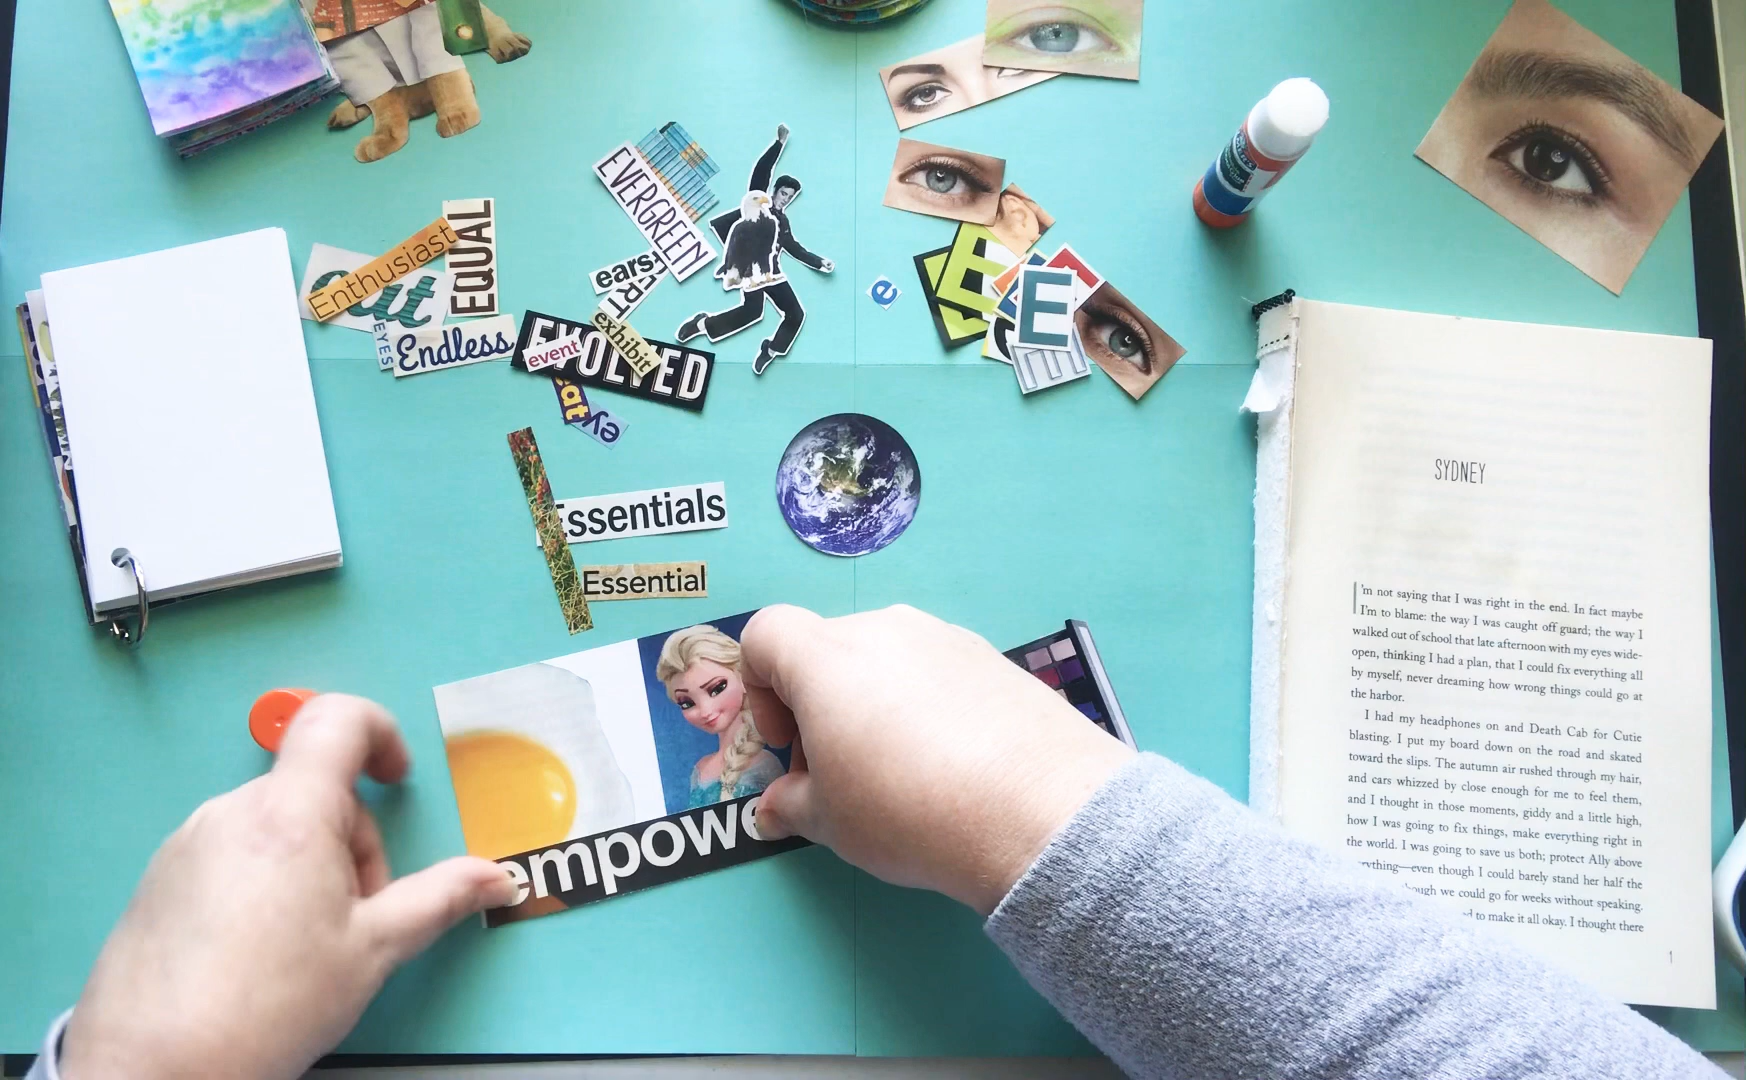 EQUAL
Enthusiast
Eat
EYES
Endless
EVERGREEN
ears
ART
exhibit
event
EVOLVED
eat
eye
e
E
E
E
Essentials
Essential
empowe
SYDNEY
I'm not saying that I was right in the end. In fact maybe
I'm to blame: the way I was caught off guard; the way I
walked out of school that late afternoon with my eyes wide-
open, thinking I had a plan, that I could fix everything all
by myself, never dreaming how wrong things could go at
the harbor.
I had my headphones on and Death Cab for Cutie
blasting. I put my board down on the road and skated
toward the slips. The autumn air rushed through my hair,
and cars whizzed by close enough for me to feel them,
and I thought in those moments, giddy and a little high,
how I was going to fix things, make everything right in
the world. I was going to save us both; protect Ally above
rything—even though I could barely stand her half the
hough we could go for weeks without speaking.
d to make it all okay. I thought there
1